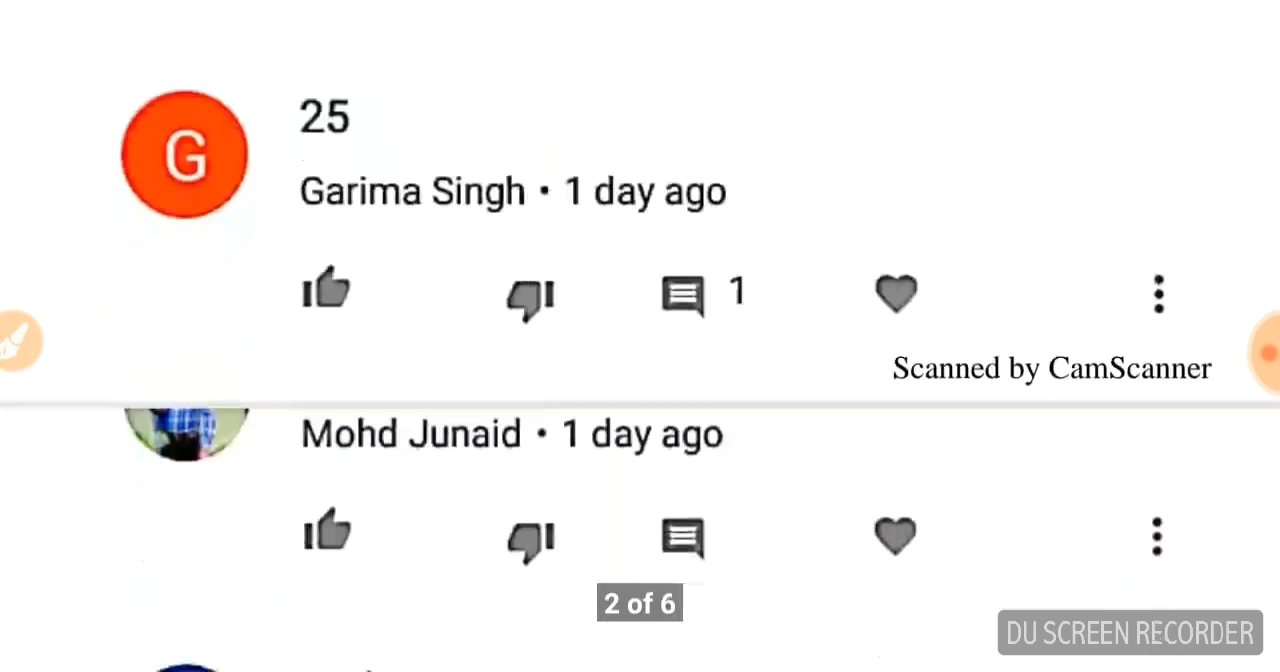 G
25
Garima Singh • 1 day ago
1
Scanned by CamScanner
Mohd Junaid • 1 day ago
2 of 6
DU SCREEN RECORDER